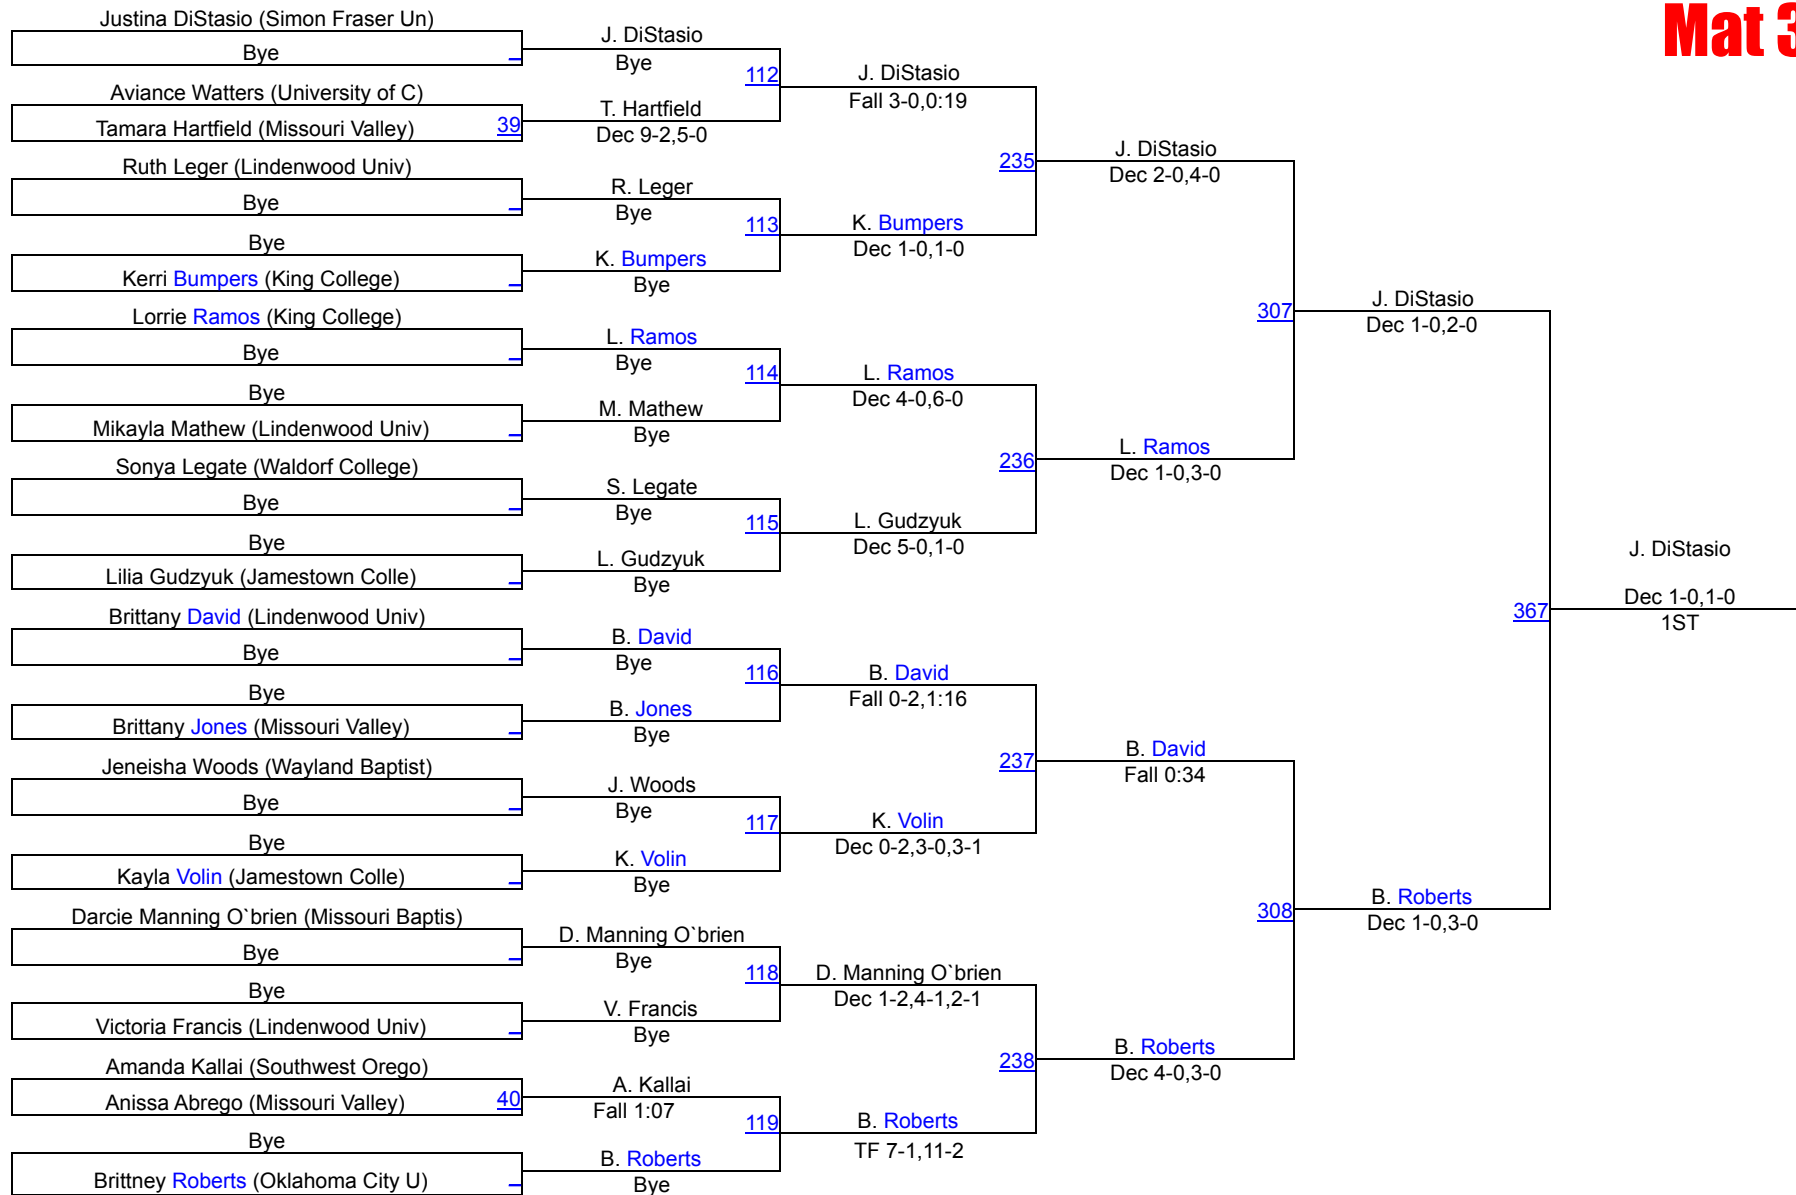 Mat 3
Justina DiStasio (Simon Fraser Un)
Bye
Aviance Watters (University of C)
Tamara Hartfield (Missouri Valley) 39
Ruth Leger (Lindenwood Univ)
Bye
Bye
Kerri Bumpers (King College)
Lorrie Ramos (King College)
Bye
Bye
Mikayla Mathew (Lindenwood Univ)
Sonya Legate (Waldorf College)
Bye
Bye
Lilia Gudzyuk (Jamestown Colle)
Brittany David (Lindenwood Univ)
Bye
Bye
Brittany Jones (Missouri Valley)
Jeneisha Woods (Wayland Baptist)
Bye
Bye
Kayla Volin (Jamestown Colle)
Darcie Manning O`brien (Missouri Baptis)
Bye
Bye
Victoria Francis (Lindenwood Univ)
Amanda Kallai (Southwest Orego)
Anissa Abrego (Missouri Valley) 40
Bye
Brittney Roberts (Oklahoma City U)
J. DiStasio
Bye
112
T. Hartfield
Dec 9-2,5-0
R. Leger
Bye
113
K. Bumpers
Bye
L. Ramos
Bye
114
M. Mathew
Bye
S. Legate
Bye
115
L. Gudzyuk
Bye
B. David
Bye
116
B. Jones
Bye
J. Woods
Bye
117
K. Volin
Bye
D. Manning O`brien
Bye
118
V. Francis
Bye
A. Kallai
Fall 1:07
119
B. Roberts
Bye
J. DiStasio
Fall 3-0,0:19
235
K. Bumpers
Dec 1-0,1-0
L. Ramos
Dec 4-0,6-0
236
L. Gudzyuk
Dec 5-0,1-0
B. David
Fall 0-2,1:16
237
K. Volin
Dec 0-2,3-0,3-1
D. Manning O`brien
Dec 1-2,4-1,2-1
238
B. Roberts
TF 7-1,11-2
J. DiStasio
Dec 2-0,4-0
307
L. Ramos
Dec 1-0,3-0
B. David
Fall 0:34
308
B. Roberts
Dec 4-0,3-0
J. DiStasio
Dec 1-0,2-0
367
B. Roberts
Dec 1-0,3-0
J. DiStasio
Dec 1-0,1-0
1ST